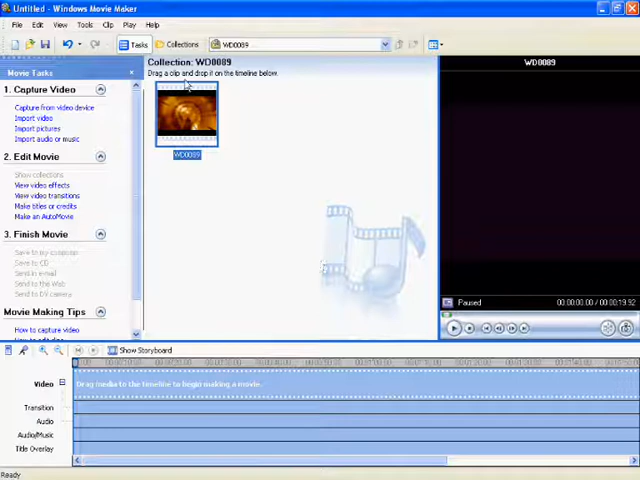 Untitled - Windows Movie Maker
File Edit View Tools Clip Play Help
Tasks Collections WD0089
Movie Tasks
Collection: WD0089
Drag a clip and drop it on the timeline below.
WD0089
1. Capture Video
Capture from video device
Import video
Import pictures
Import audio or music
WD0089
2. Edit Movie
Show collections
View video effects
View video transitions
Make titles or credits
Make an AutoMovie
3. Finish Movie
Save to my computer
Save to CD
Send in e-mail
Send to the Web
Send to DV camera
Movie Making Tips
How to capture video
Paused 00:00:00.00 / 00:00:19.92
Show Storyboard
Video Drag media to the timeline to begin making a movie.
Transition
Audio
Audio/Music
Title Overlay
Ready